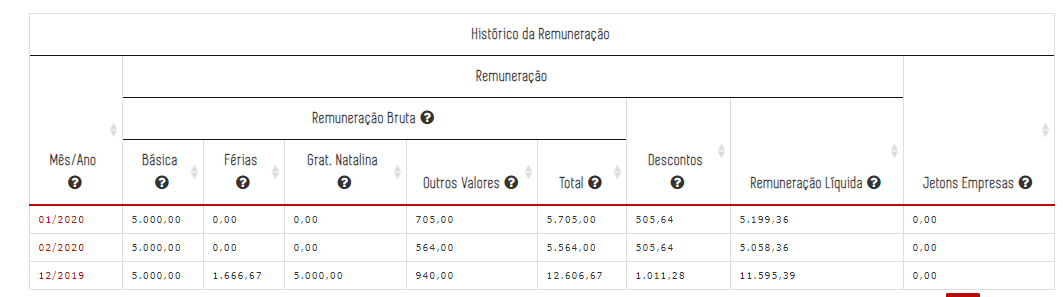 Histórico da Remuneração
Remuneração
Remuneração Bruta ?
Mês/Ano ? Básica ? Férias ? Grat. Natalina ? Outros Valores ? Total ? Descontos ? Remuneração Líquida ? Jetons Empresas ?
01/2020 5.000,00 0,00 0,00 705,00 5.705,00 505,64 5.199,36 0,00
02/2020 5.000,00 0,00 0,00 564,00 5.564,00 505,64 5.058,36 0,00
12/2019 5.000,00 1.666,67 5.000,00 940,00 12.606,67 1.011,28 11.595,39 0,00